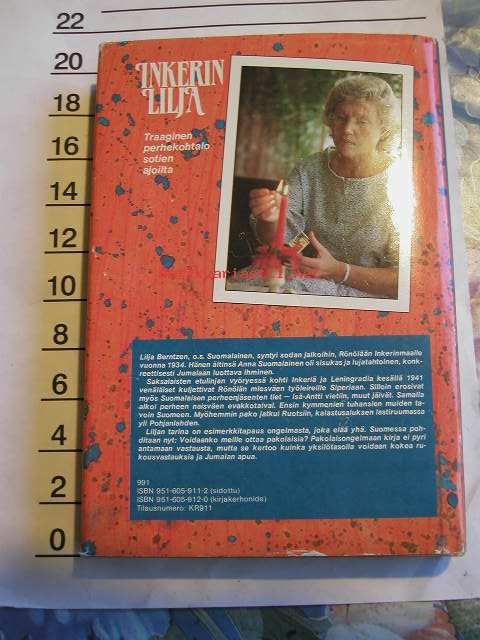 22
20
18
16
14
12
10
8
6
4
2
0
INKERIN
LILJA
Traaginen
perhekohtalo
sotien
ajoilta
Lilja Berntzen, o.s. Suomalainen, syntyi sodan jalkoihin, Rönölään Inkerinmaalle
vuonna 1934. Hänen äitinsä Anna Suomalainen oli sisukas ja lujatahtoinen, konk-
reettisesti Jumalaan luottava ihminen.
Saksalaisten etulinjan vyöryessä kohti Inkeriä ja Leningradia kesällä 1941
venäläiset kuljettivat Rönölän miesväen työleireille Siperiaan. Silloin erosivat
myös Suomalaisen perheenjäsenten tiet — isä-Antti vietiin, muut jäivät. Samalla
alkoi perheen naisväen evakkotaival. Ensin kymmenien tuhansien muiden ta-
voin Suomeen. Myöhemmin pako jatkui Ruotsiin, kalastusaluksen lastiruumassa
yli Pohjanlahden.
Liljan tarina on esimerkkitapaus ongelmasta, joka elää yhä. Suomessa poh-
ditaan nyt: Voidaanko meille ottaa pakolaisia? Pakolaisongelmaan kirja ei pyri
antamaan vastausta, mutta se kertoo kuinka yksilötasolla voidaan kokea ru-
kousvastauksia ja Jumalan apua.
991
ISBN 951-605-911-2 (sidottu)
ISBN 951-605-912-0 (kirjakerhonide)
Tilausnumero: KR911